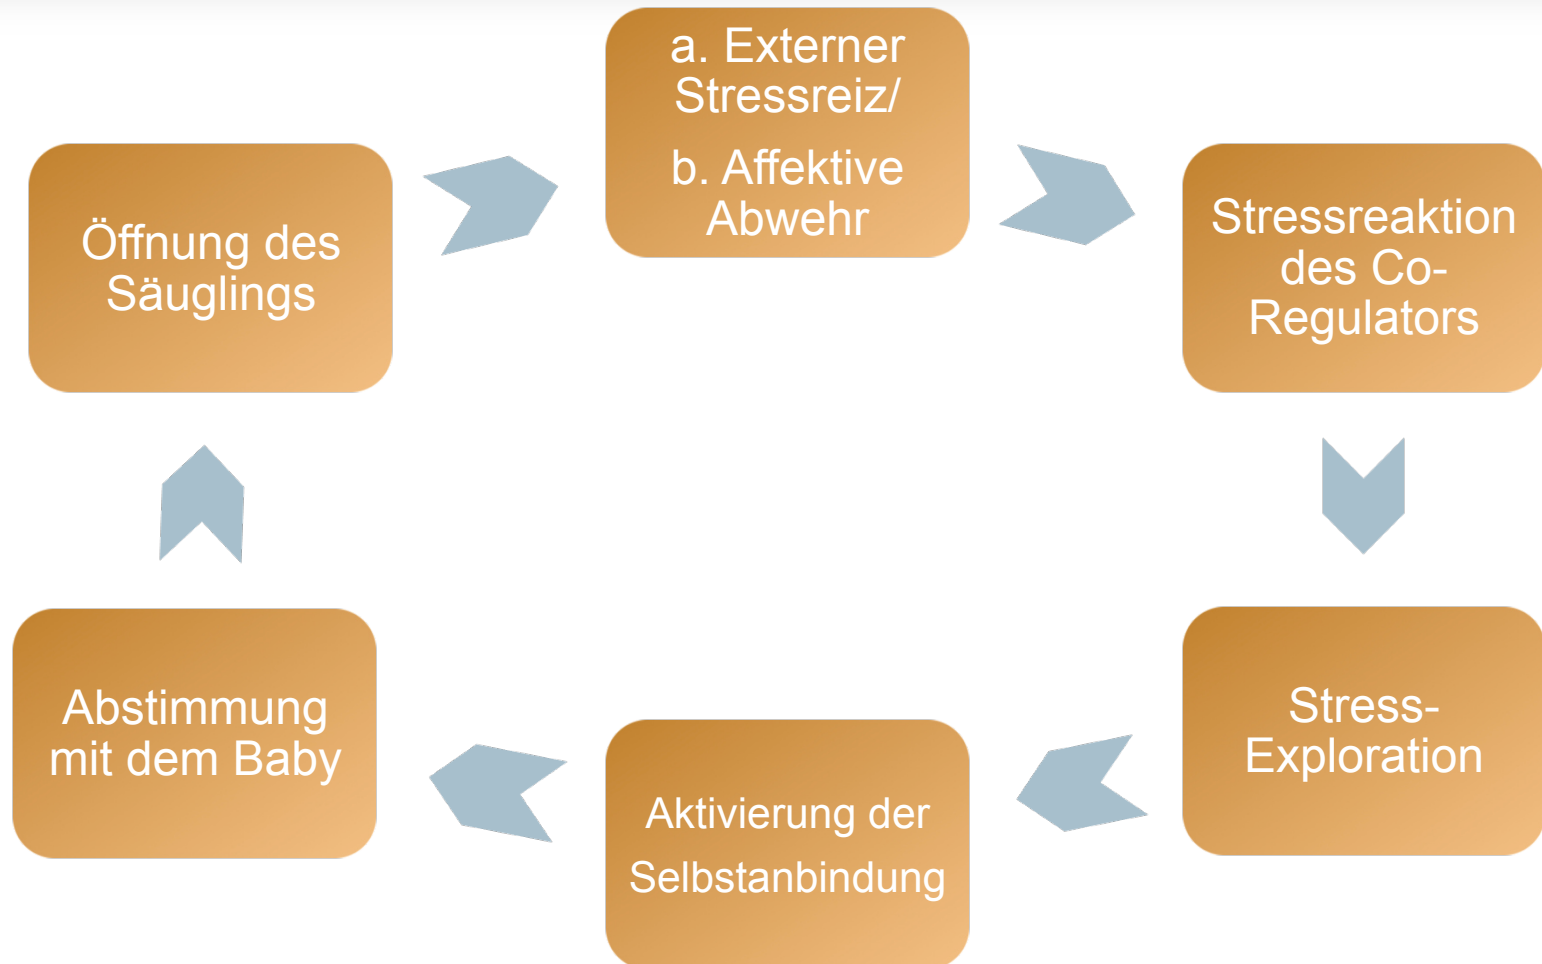 a. Externer
Stressreiz/
b. Affektive
Abwehr
Stressreaktion
des Co-
Regulators
Stress-
Exploration
Aktivierung der
Selbstanbindung
Abstimmung
mit dem Baby
Öffnung des
Säuglings